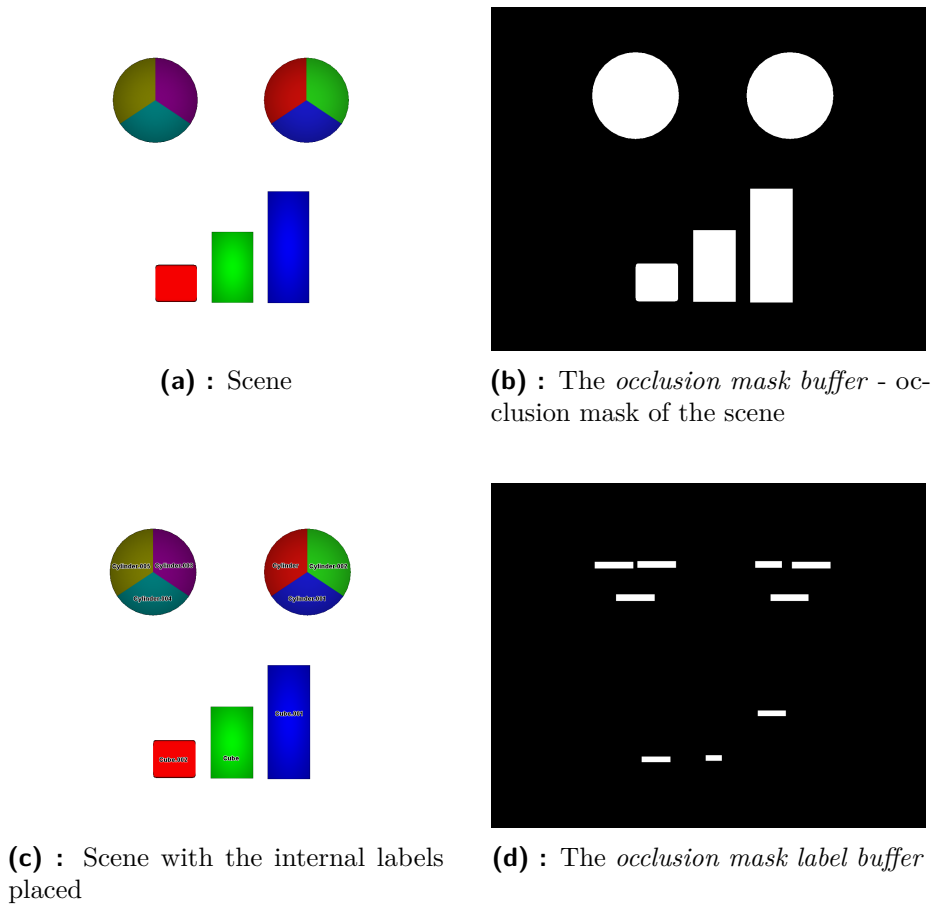 (a) : Scene
(b) : The occlusion mask buffer - oc-
clusion mask of the scene
Cylinder.005 Cylinder.003 Cylinder Cylinder.002
Cylinder.004 Cylinder.001
Cube.001
Cube.002 Cube
(c) : Scene with the internal labels
placed
(d) : The occlusion mask label buffer